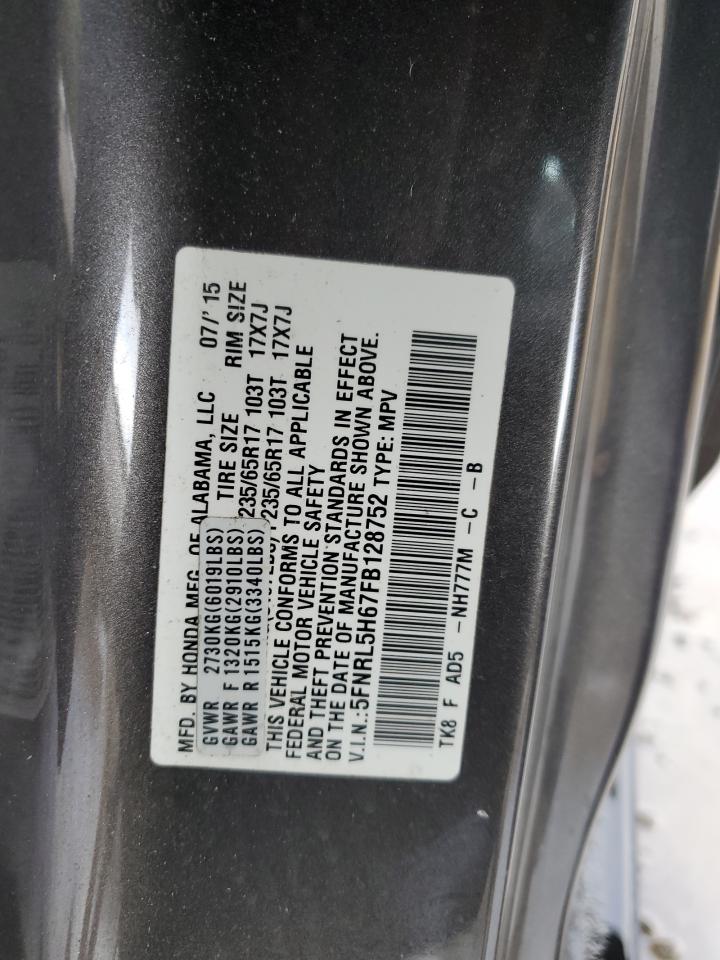 MFD. BY HONDA MFG. OF ALABAMA, LLC 07/'15
TIRE SIZE RIM SIZE
GVWR 2730KG(6019LBS)
GAWR F 1320KG(2910LBS) 235/65R17 103T 17X7J
GAWR R 1515KG(3340LBS) 235/65R17 103T 17X7J
THIS VEHICLE CONFORMS TO ALL APPLICABLE
FEDERAL MOTOR VEHICLE SAFETY
AND THEFT PREVENTION STANDARDS IN EFFECT
ON THE DATE OF MANUFACTURE SHOWN ABOVE.
V.I.N.:5FNRL5H67FB128752 TYPE: MPV
TK8 F AD5 -NH777M -C -B